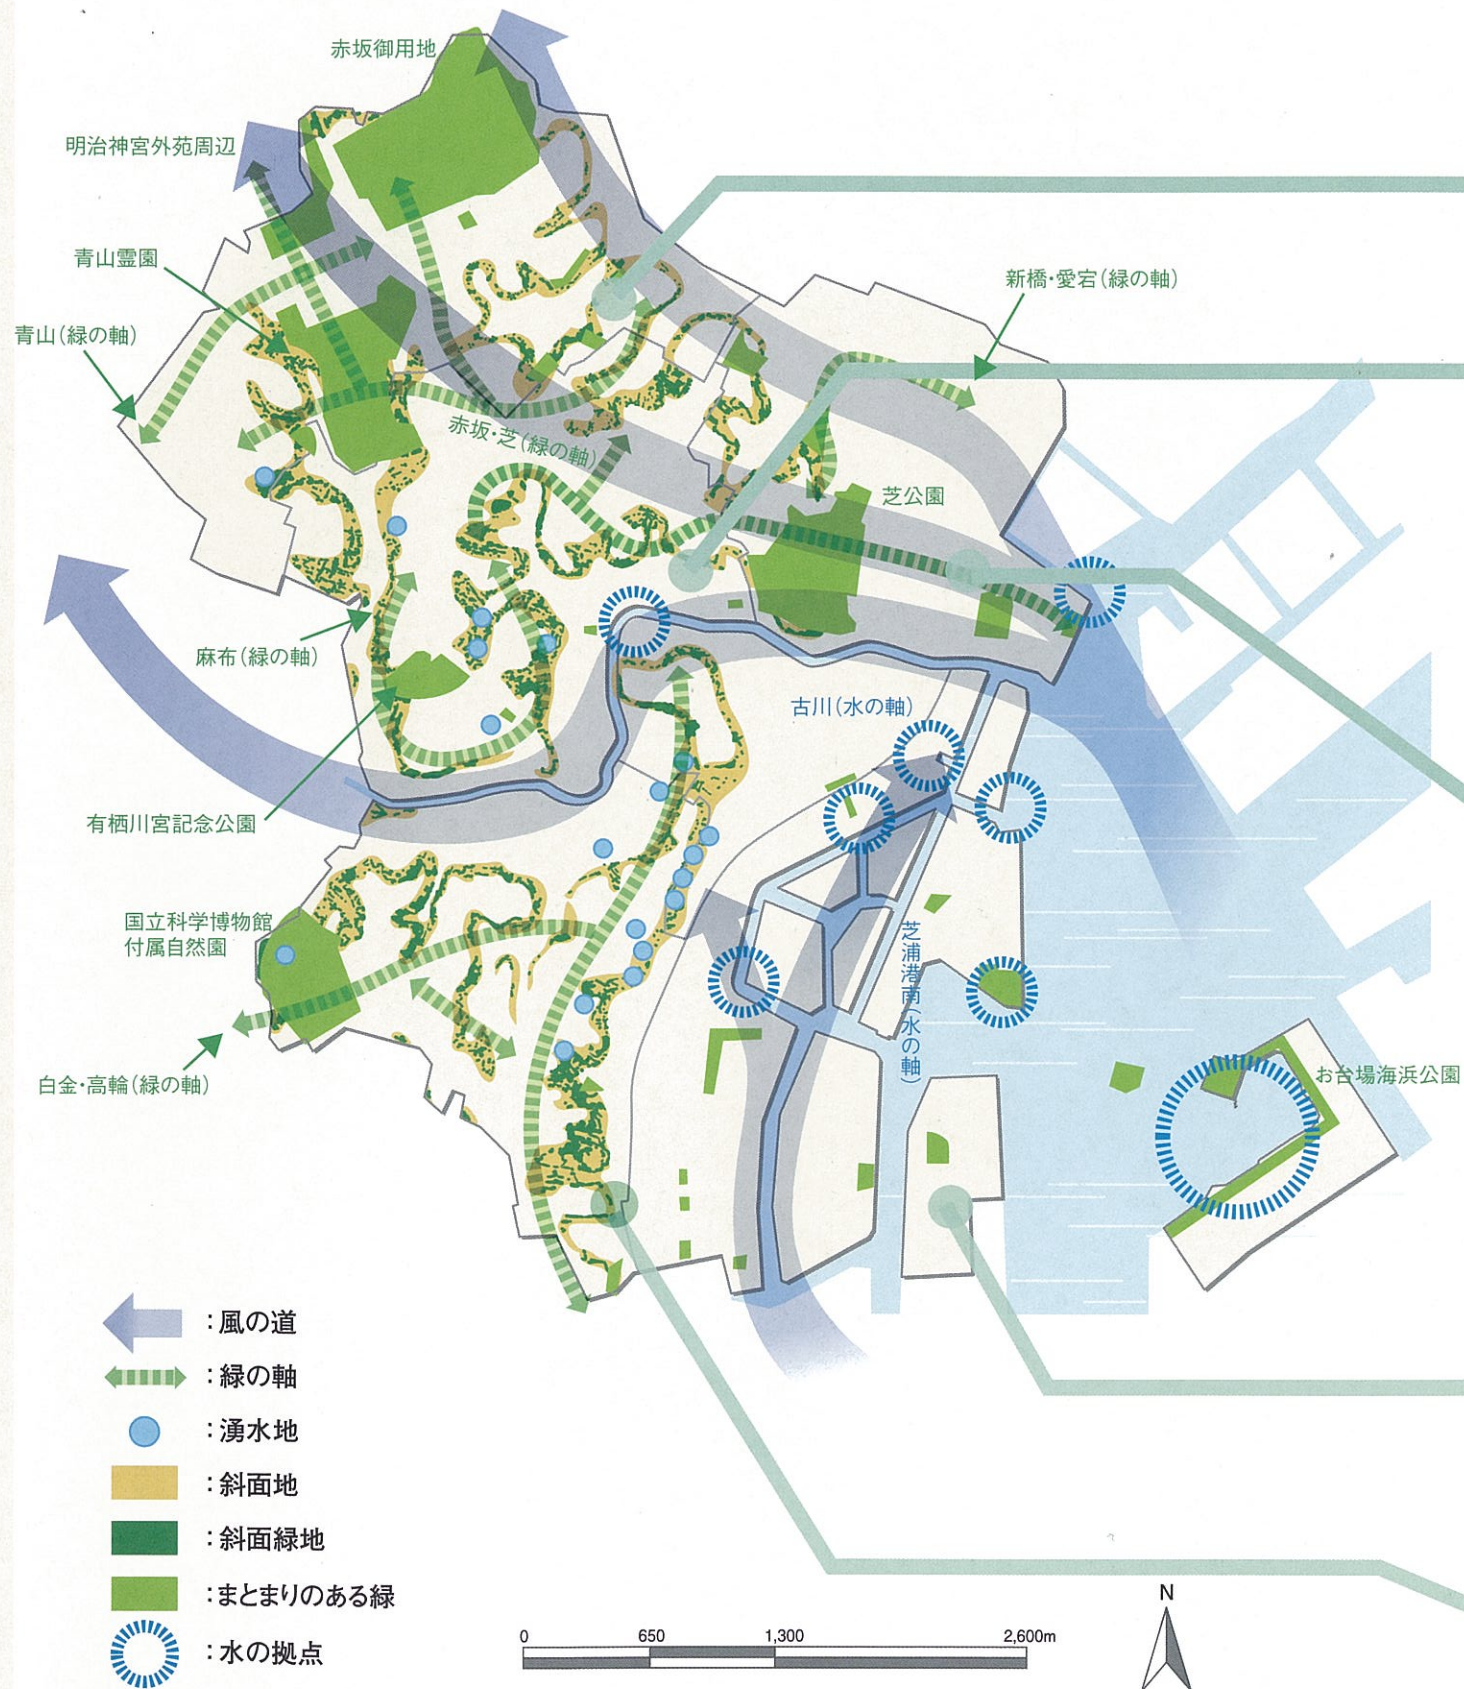 赤坂御用地
明治神宮外苑周辺
青山霊園
新橋・愛宕(緑の軸)
青山(緑の軸)
赤坂・芝(緑の軸)
芝公園
麻布(緑の軸)
古川(水の軸)
有栖川宮記念公園
国立科学博物館
付属自然園
芝浦港南(水の軸)
白金・高輪(緑の軸)
お台場海浜公園
:風の道
:緑の軸
:湧水地
:斜面地
:斜面緑地
:まとまりのある緑
:水の拠点
0 650 1,300 2,600m
N